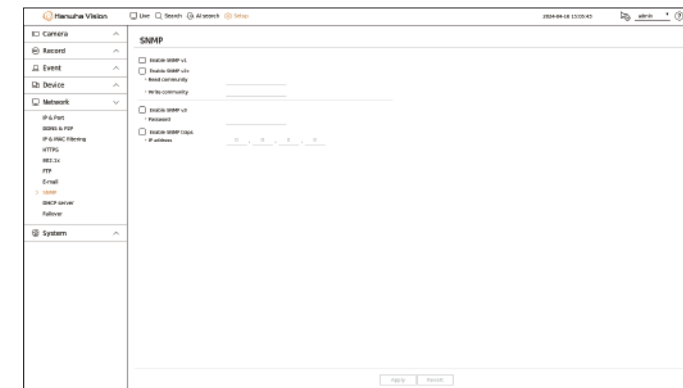 Hanwha Vision
Live Search AI search Setup
2024-04-18 15:05:43
admin
Camera
Record
Event
Device
Network
IP & Port
DDNS & P2P
IP & MAC Filtering
HTTPS
802.1x
FTP
E-mail
SNMP
DHCP server
Failover
System
SNMP
Enable SNMP v1
Enable SNMP v2c
- Read community
- Write community
Enable SNMP v3
- Password
Enable SNMP traps
- IP address
0 . 0 . 0 . 0
Apply Revert